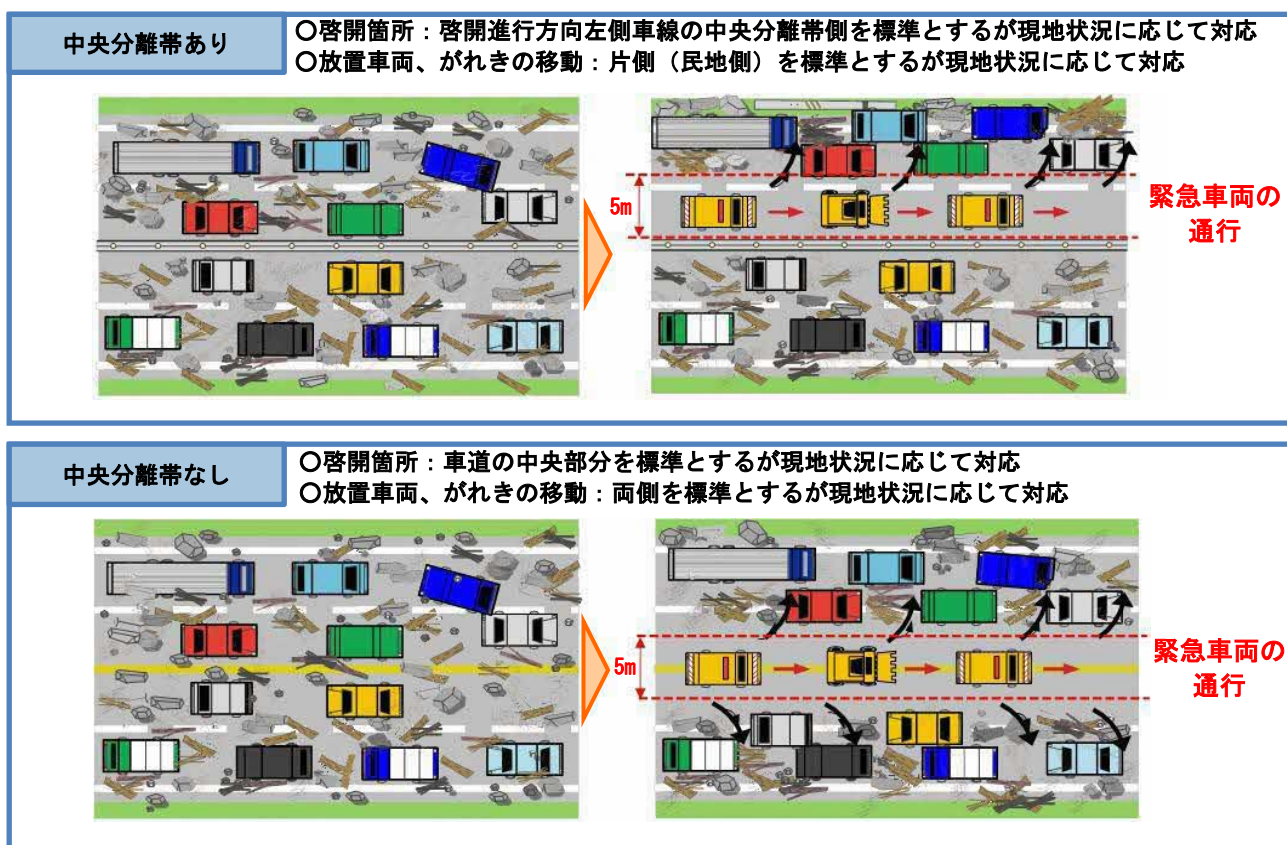 中央分離帯あり
〇啓開箇所：啓開進行方向左側車線の中央分離帯側を標準とするが現地状況に応じて対応
〇放置車両、がれきの移動：片側（民地側）を標準とするが現地状況に応じて対応
5m
緊急車両の
通行
中央分離帯なし
〇啓開箇所：車道の中央部分を標準とするが現地状況に応じて対応
〇放置車両、がれきの移動：両側を標準とするが現地状況に応じて対応
5m
緊急車両の
通行